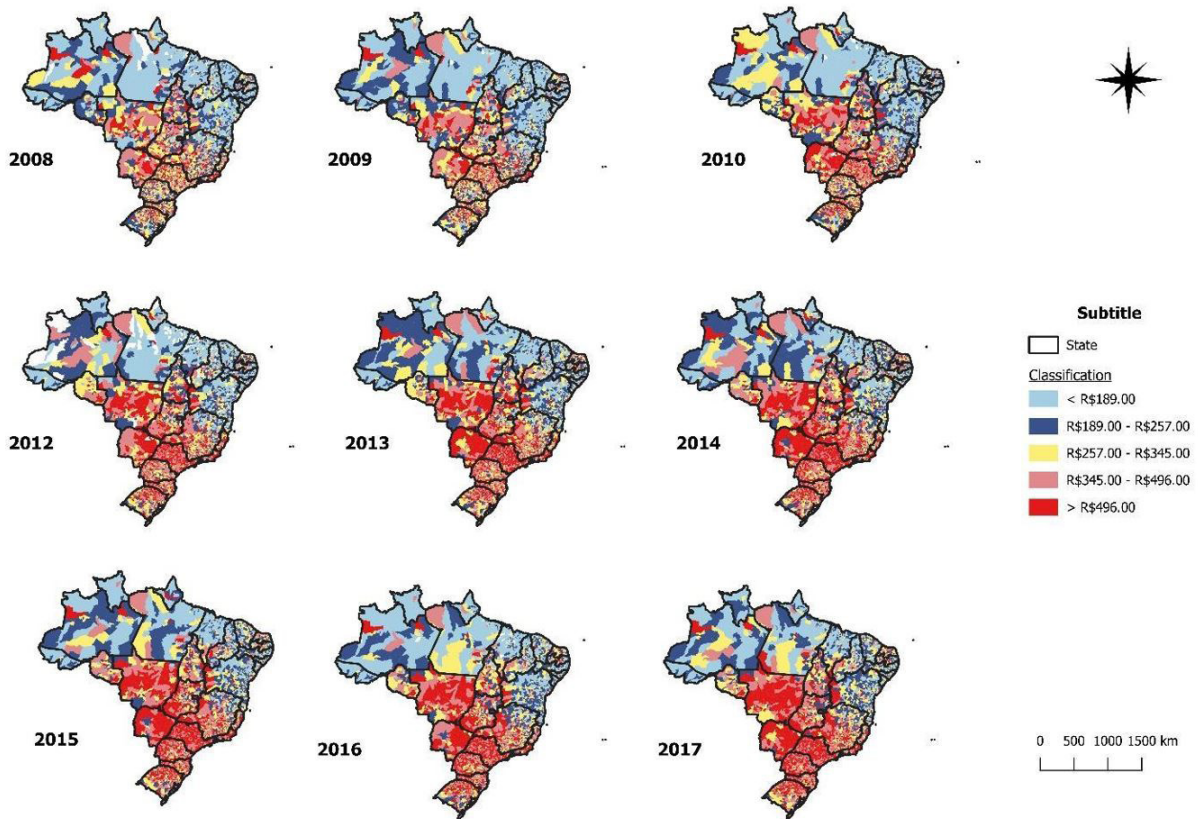 2008
2009
2010
2012
2013
2014
Subtitle
State
Classification
< R$189.00
R$189.00 - R$257.00
R$257.00 - R$345.00
R$345.00 - R$496.00
> R$496.00
2015
2016
2017
0 500 1000 1500 km